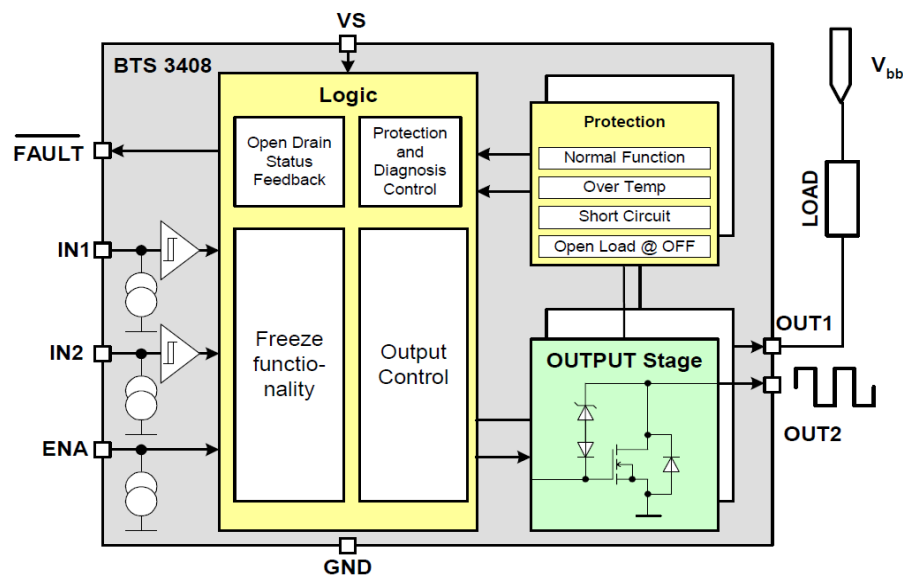 VS
BTS 3408
Logic
Open Drain
Status
Feedback
Protection
and
Diagnosis
Control
Freeze
functio-
nality
Output
Control
Protection
Normal Function
Over Temp
Short Circuit
Open Load @ OFF
OUTPUT Stage
FAULT
IN1
IN2
ENA
GND
V_bb
LOAD
OUT1
OUT2